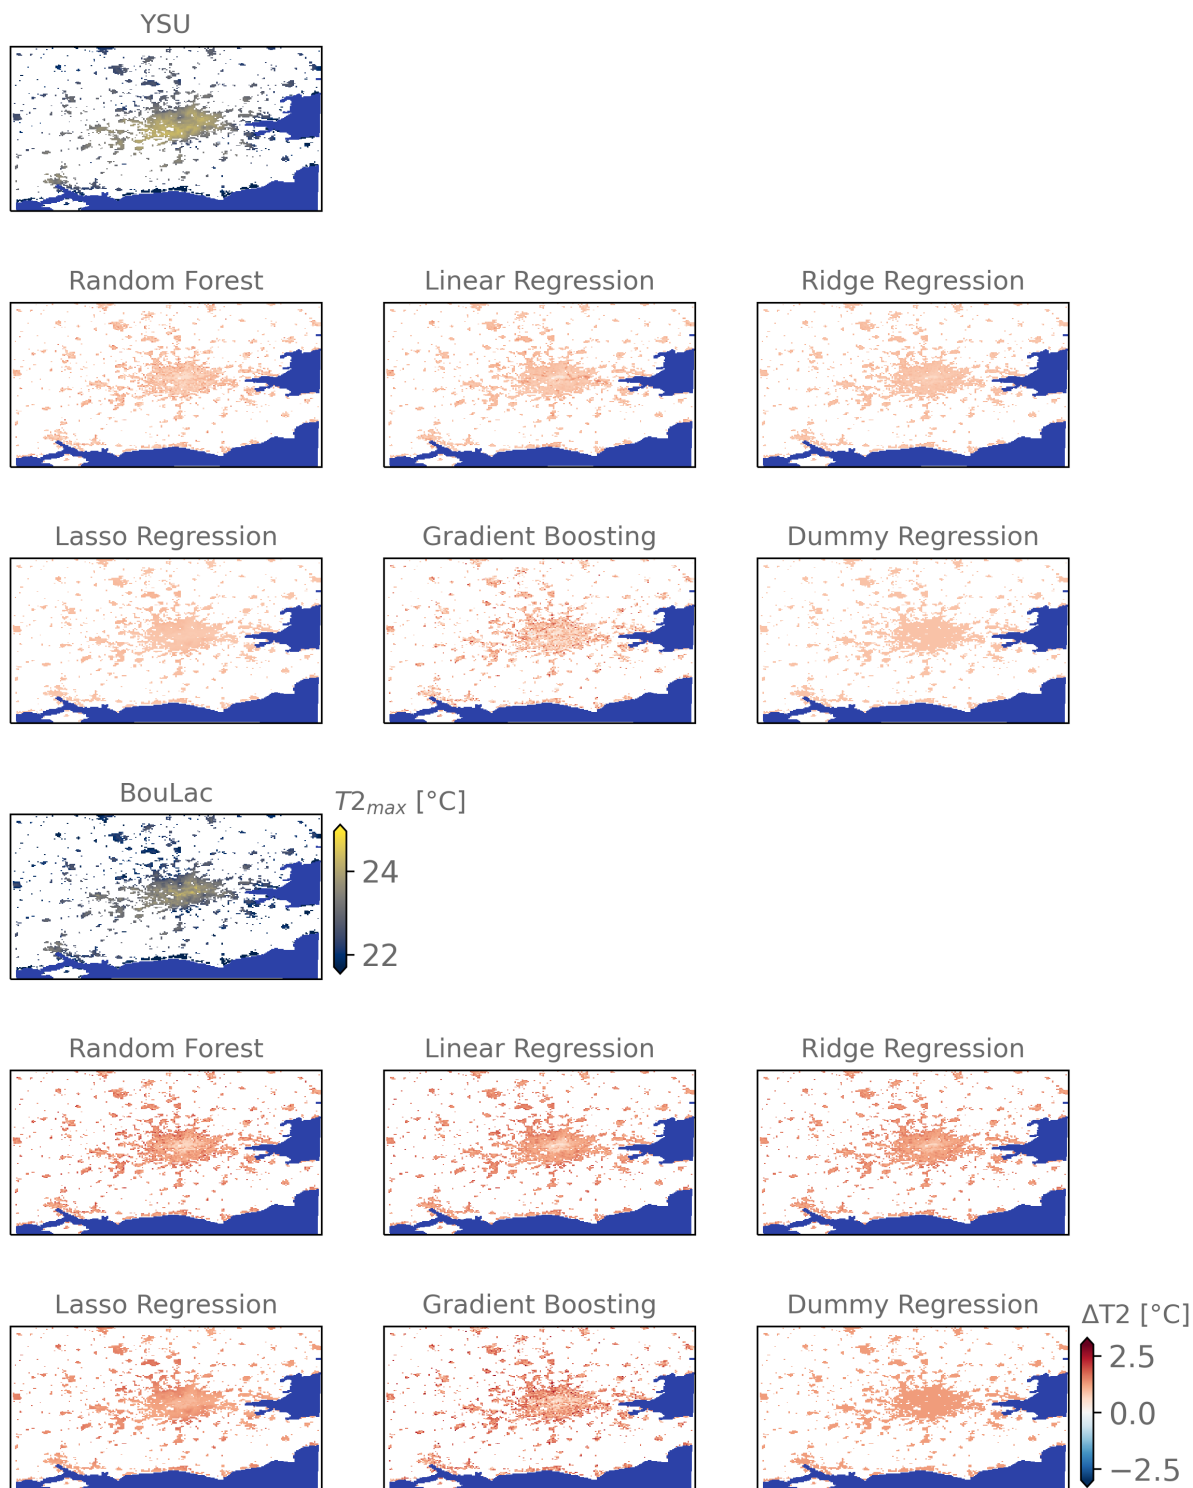 YSU
Random Forest
Linear Regression
Ridge Regression
Lasso Regression
Gradient Boosting
Dummy Regression
BouLac
T2max [°C]
24
22
Random Forest
Linear Regression
Ridge Regression
Lasso Regression
Gradient Boosting
Dummy Regression
ΔT2 [°C]
2.5
0.0
−2.5